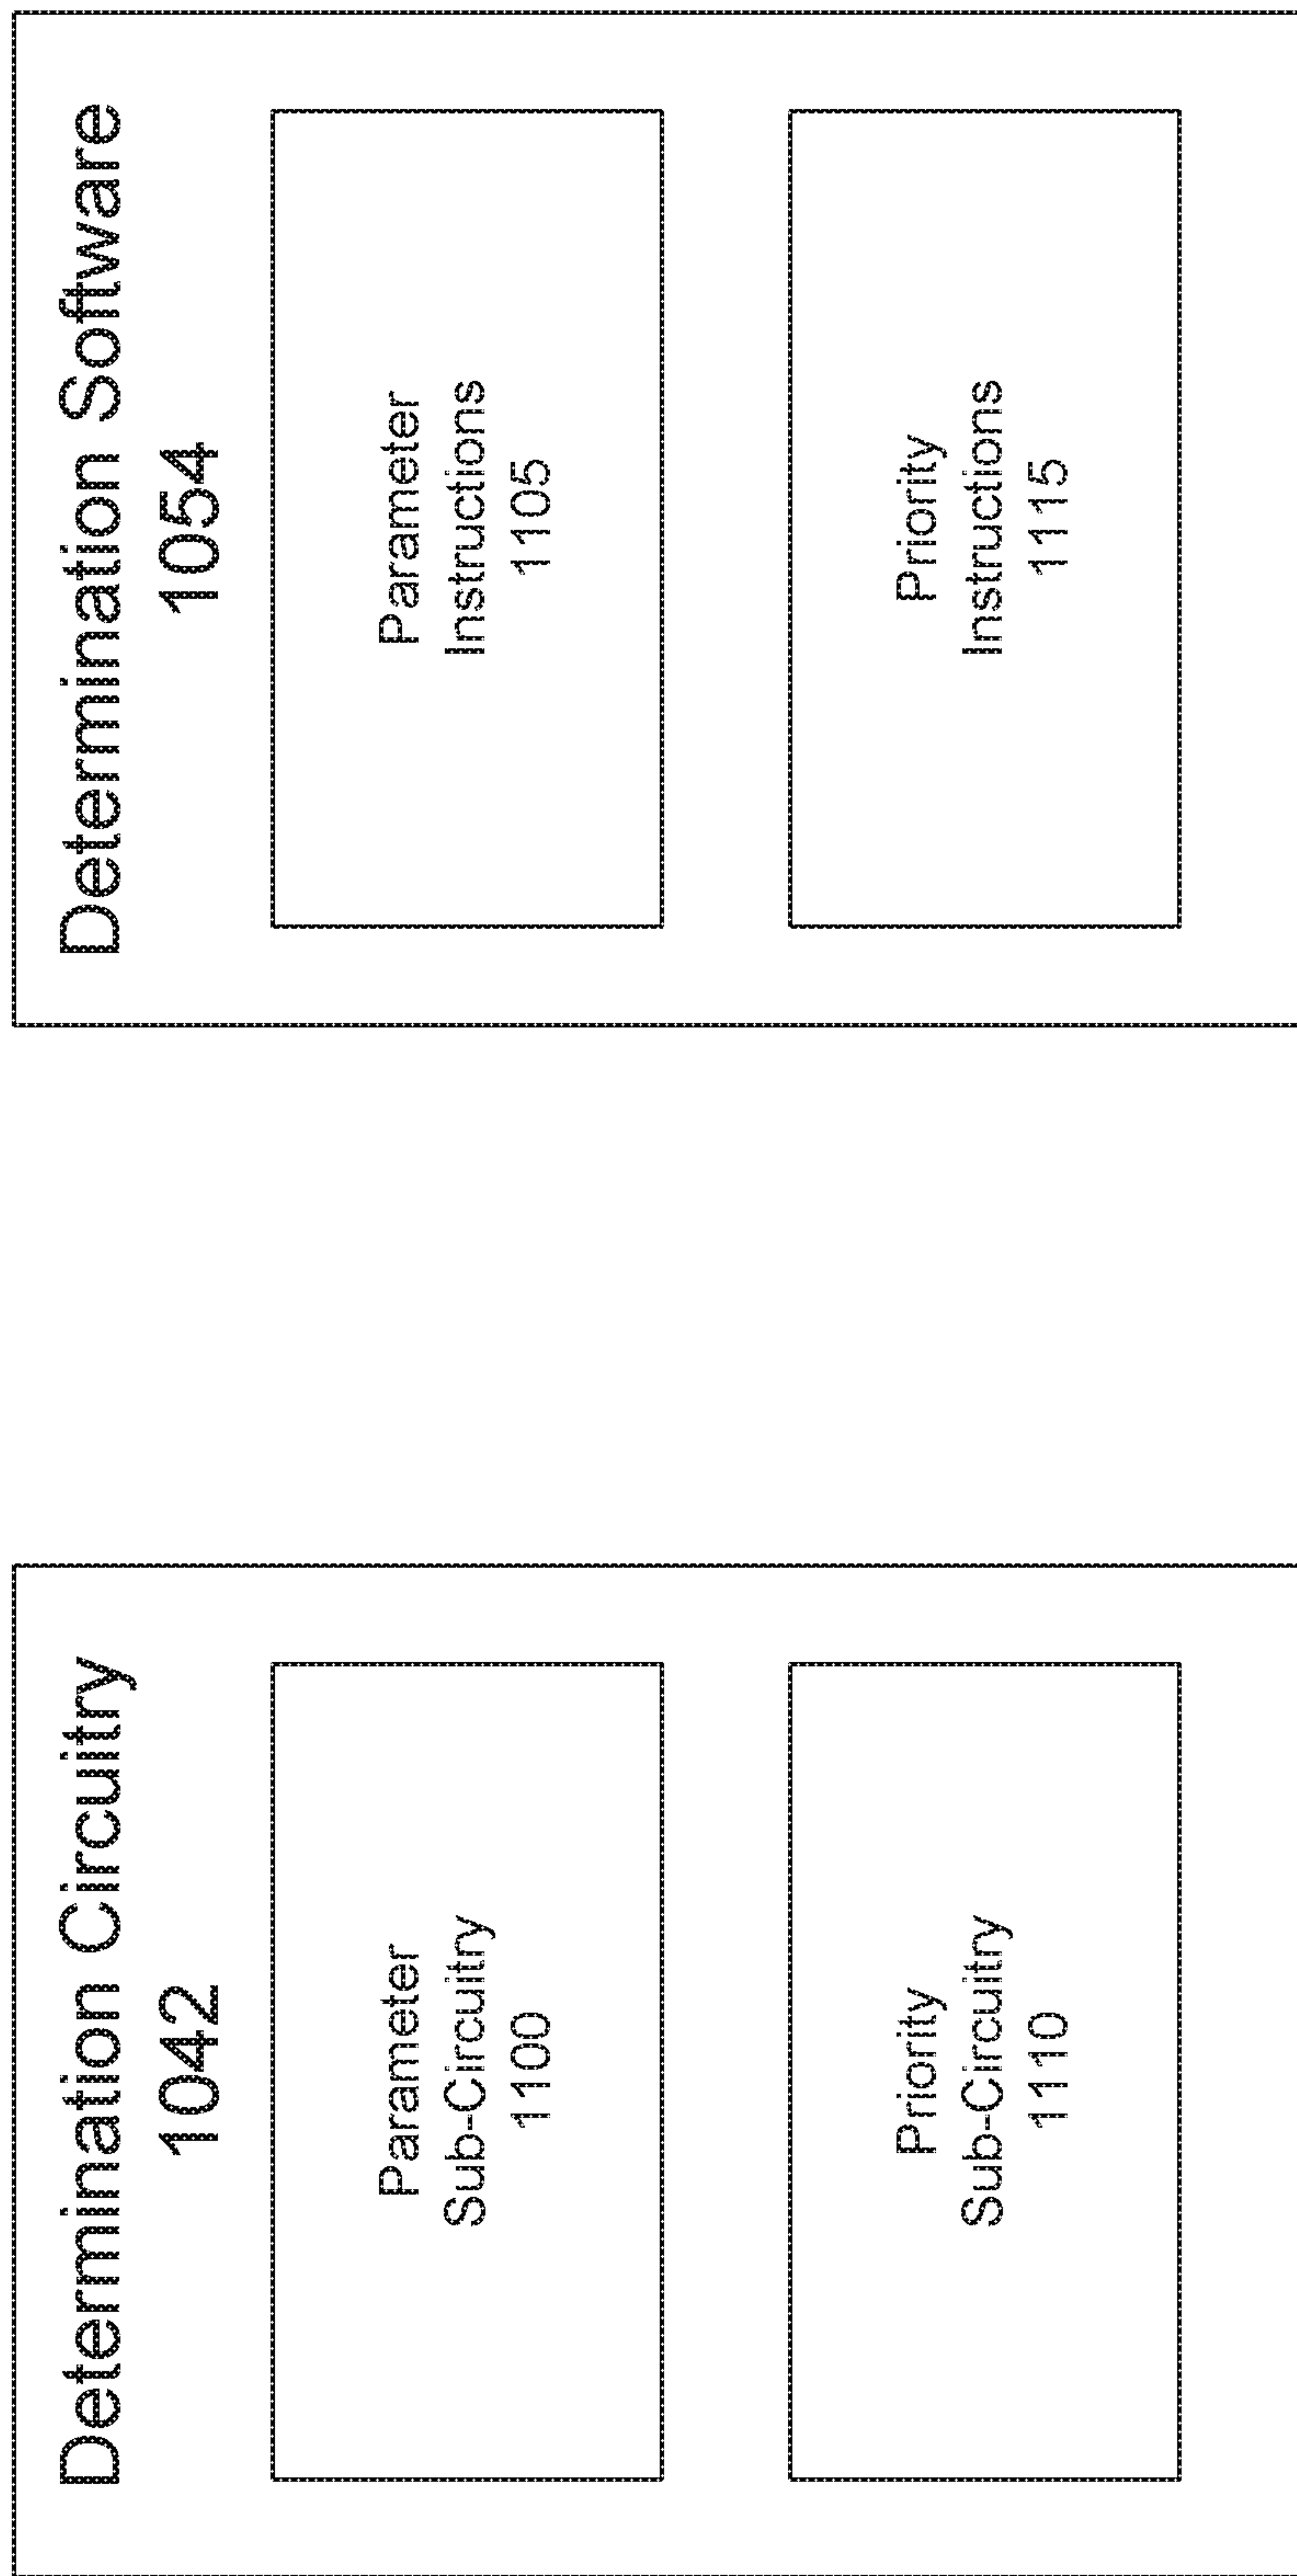 Determination Circuitry
1042
Parameter
Sub-Circuitry
1100
Priority
Sub-Circuitry
1110
Determination Software
1054
Parameter
Instructions
1105
Priority
Instructions
1115